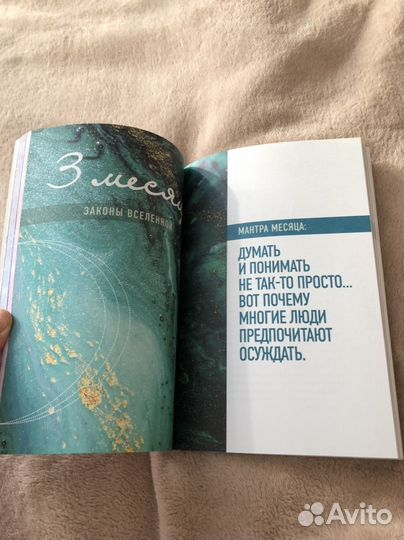 3 месяц
ЗАКОНЫ ВСЕЛЕННОЙ
МАНТРА МЕСЯЦА:
ДУМАТЬ
И ПОНИМАТЬ
НЕ ТАК-ТО ПРОСТО...
ВОТ ПОЧЕМУ
МНОГИЕ ЛЮДИ
ПРЕДПОЧИТАЮТ
ОСУЖДАТЬ.
Avito